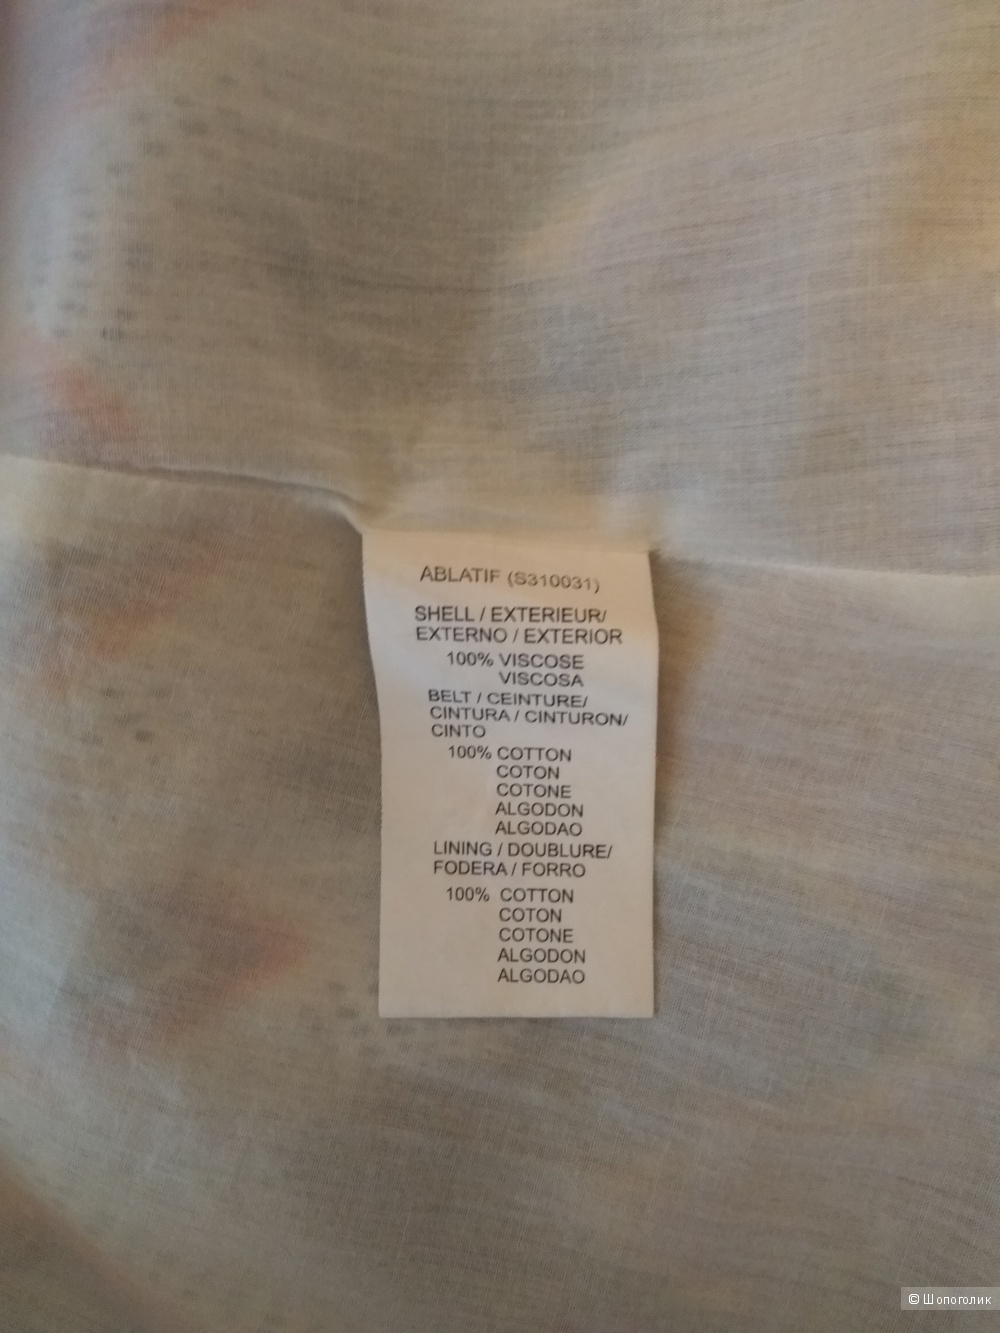 ABLATIF (S310031)
SHELL / EXTERIEUR/
EXTERNO / EXTERIOR
100% VISCOSE
VISCOSA
BELT / CEINTURE/
CINTURA / CINTURON/
CINTO
100% COTTON
COTON
COTONE
ALGODON
ALGODAO
LINING / DOUBLURE/
FODERA / FORRO
100% COTTON
COTON
COTONE
ALGODON
ALGODAO
© Шопоголик